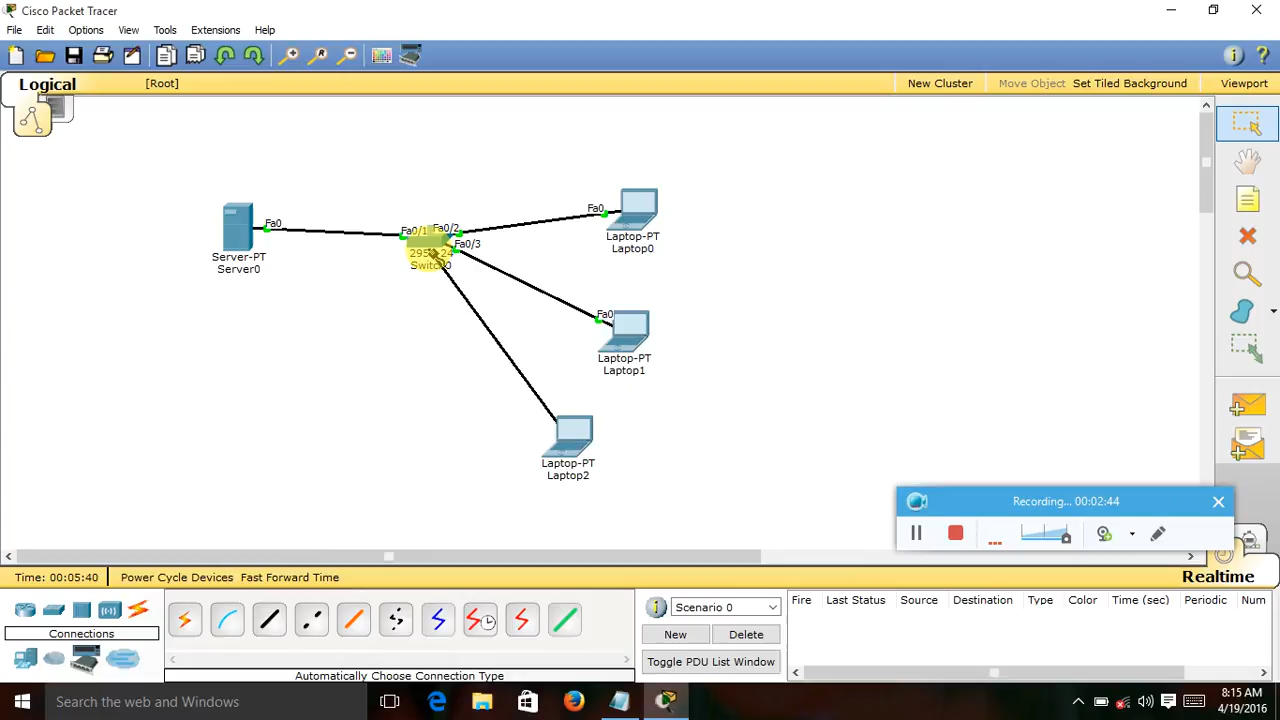 Cisco Packet Tracer
File Edit Options View Tools Extensions Help
Logical
[Root]
New Cluster
Move Object
Set Tiled Background
Viewport
Fa0
Server-PT
Server0
Fa0/1
Fa0/2
Fa0/3
Fa0
Laptop-PT
Laptop0
Fa0
Laptop-PT
Laptop1
Laptop-PT
Laptop2
Recording... 00:02:44
Time: 00:05:40
Power Cycle Devices Fast Forward Time
Realtime
Connections
Automatically Choose Connection Type
Scenario 0
New
Delete
Toggle PDU List Window
Fire Last Status Source Destination Type Color Time (sec) Periodic Num
Search the web and Windows
8:15 AM
4/19/2016